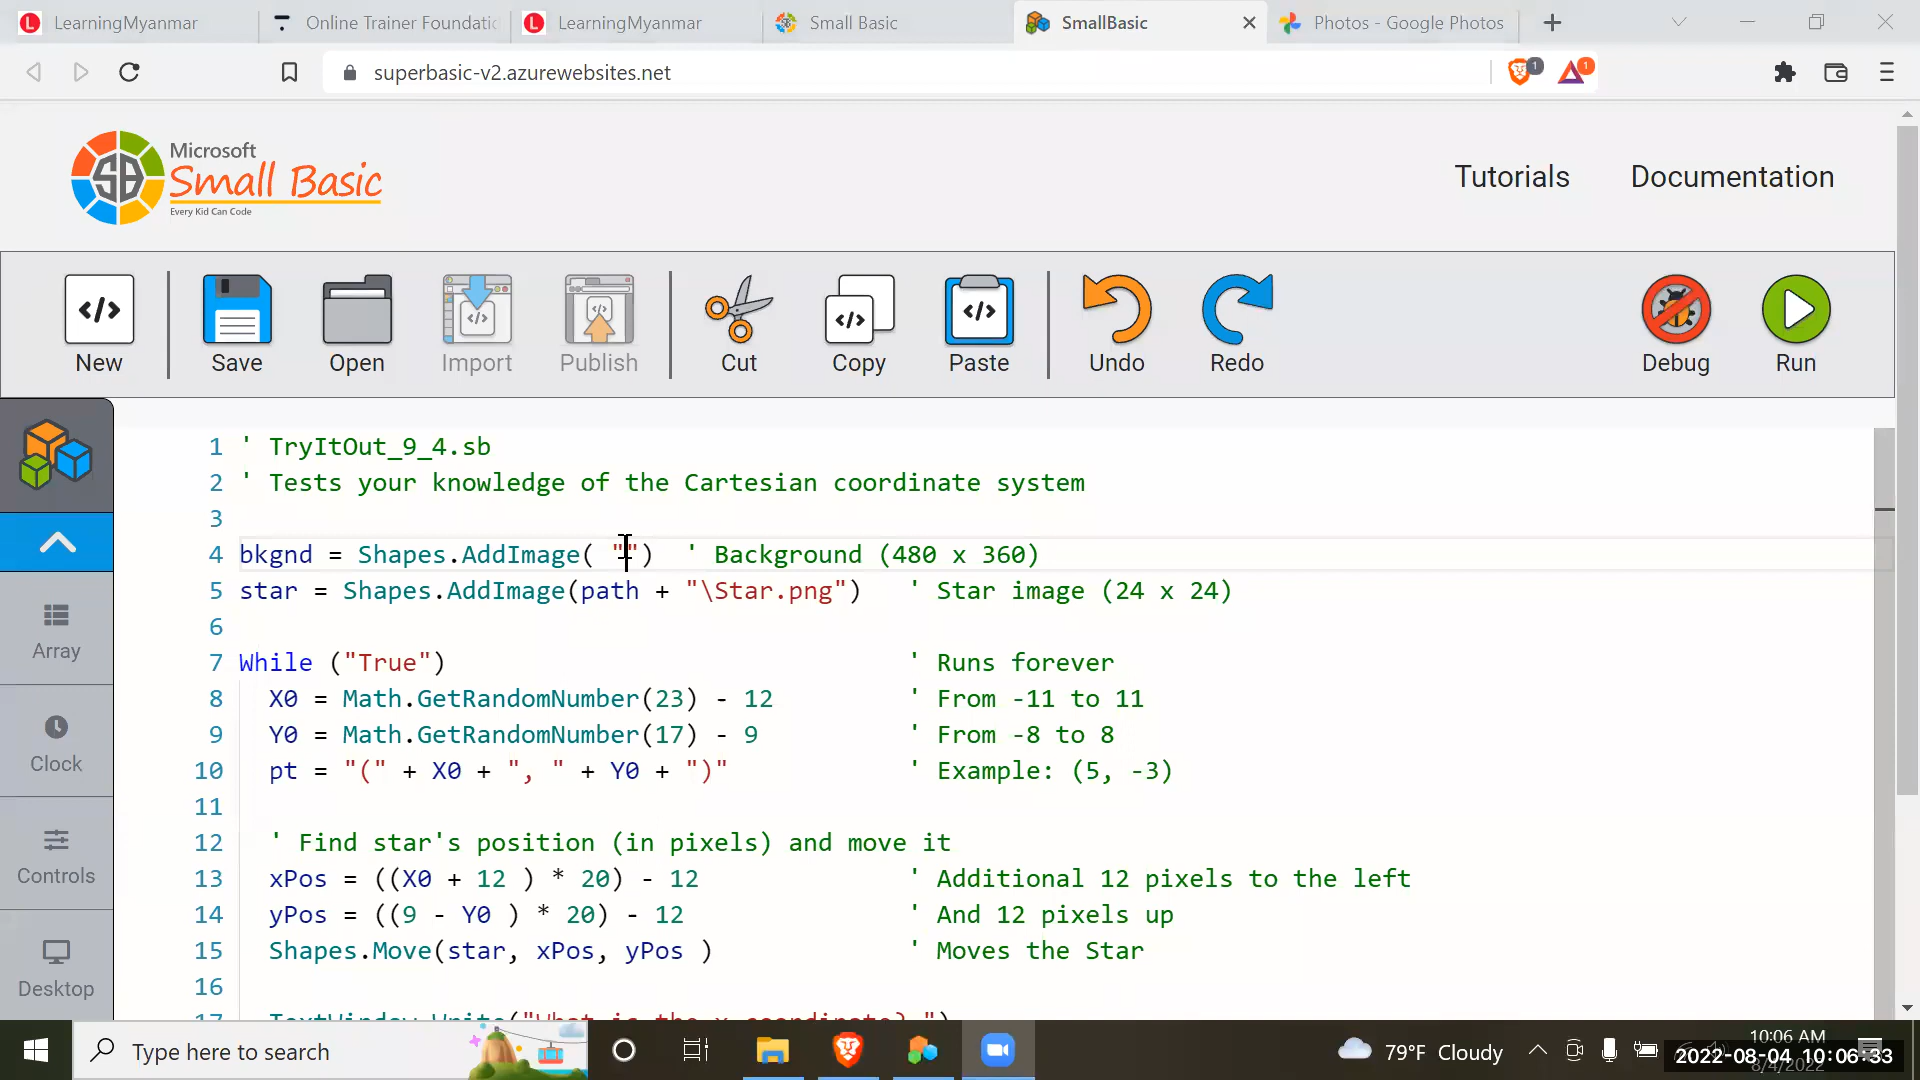 LearningMyanmar
Online Trainer Foundatic
LearningMyanmar
Small Basic
SmallBasic
Photos - Google Photos
superbasic-v2.azurewebsites.net
1
1
Microsoft
Small Basic
Every Kid Can Code
SB
Tutorials
Documentation
New
Save
Open
Import
Publish
Cut
Copy
Paste
Undo
Redo
Debug
Run
Array
Clock
Controls
Desktop
1 ' TryItOut_9_4.sb
2 ' Tests your knowledge of the Cartesian coordinate system
3
4 bkgnd = Shapes.AddImage( "") ' Background (480 x 360)
5 star = Shapes.AddImage(path + "\Star.png") ' Star image (24 x 24)
6
7 While ("True") ' Runs forever
8 X0 = Math.GetRandomNumber(23) - 12 ' From -11 to 11
9 Y0 = Math.GetRandomNumber(17) - 9 ' From -8 to 8
10 pt = "(" + X0 + ", " + Y0 + ")" ' Example: (5, -3)
11
12 ' Find star's position (in pixels) and move it
13 xPos = ((X0 + 12 ) * 20) - 12 ' Additional 12 pixels to the left
14 yPos = ((9 - Y0 ) * 20) - 12 ' And 12 pixels up
15 Shapes.Move(star, xPos, yPos ) ' Moves the Star
16
17 TextWindow.Write("What is the x coordinate? ")
Type here to search
79°F Cloudy
10:06 AM
8/4/2022
2022-08-04 10:06:33